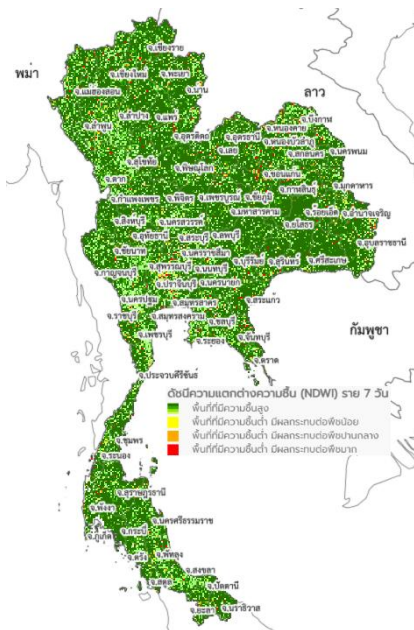 จ.เชียงราย
พม่า
จ.เชียงใหม่ จ.พะเยา
ลาว
จ.แม่ฮ่องสอน จ.น่าน
จ.ลำปาง จ.แพร่
จ.ลำพูน
จ.บึงกาฬ
จ.อุตรดิตถ์ จ.อุดรธานี จ.หนองคาย
จ.เลย จ.หนองบัวลำภู
จ.สุโขทัย จ.พิษณุโลก จ.สกลนคร จ.นครพนม
จ.ตาก จ.ขอนแก่น
จ.กาฬสินธุ์ จ.มุกดาหาร
จ.กำแพงเพชร จ.พิจิตร จ.เพชรบูรณ์ จ.ชัยภูมิ
จ.มหาสารคาม จ.ร้อยเอ็ด จ.อำนาจเจริญ
จ.สิงหบุรี จ.นครสวรรค์ จ.ยโสธร
จ.อุทัยธานี จ.สระบุรี จ.ลพบุรี
จ.อุบลราชธานี
จ.ชัยนาท จ.นครราชสีมา จ.บุรีรัมย์ จ.สุรินทร์ จ.ศรีสะเกษ
จ.กาญจนบุรี จ.สุพรรณบุรี จ.นนทบุรี
จ.ปราจีนบุรี จ.นครนายก
จ.นครปฐม จ.สมุทรสาคร จ.สระแก้ว
จ.ราชบุรี จ.สมุทรสงคราม จ.ชลบุรี
กัมพูชา
จ.เพชรบุรี จ.ระยอง จ.จันทบุรี
จ.ตราด
จ.ประจวบคีรีขันธ์
ดัชนีความแตกต่างความชื้น (NDWI) ราย 7 วัน
พื้นที่ที่มีความชื้นสูง
พื้นที่ที่มีความชื้นต่ำ มีผลกระทบต่อพืชน้อย
พื้นที่ที่มีความชื้นต่ำ มีผลกระทบต่อพืชปานกลาง
พื้นที่ที่มีความชื้นต่ำ มีผลกระทบต่อพืชมาก
จ.ชุมพร
จ.ระนอง
จ.สุราษฎรธานี
จ.พังงา
จ.นครศรีธรรมราช
จ.ภูเก็ต จ.กระบี่
จ.ตรัง จ.พัทลุง
จ.สงขลา
จ.สตูล จ.ปัตตานี
จ.ยะลา จ.นราธิวาส